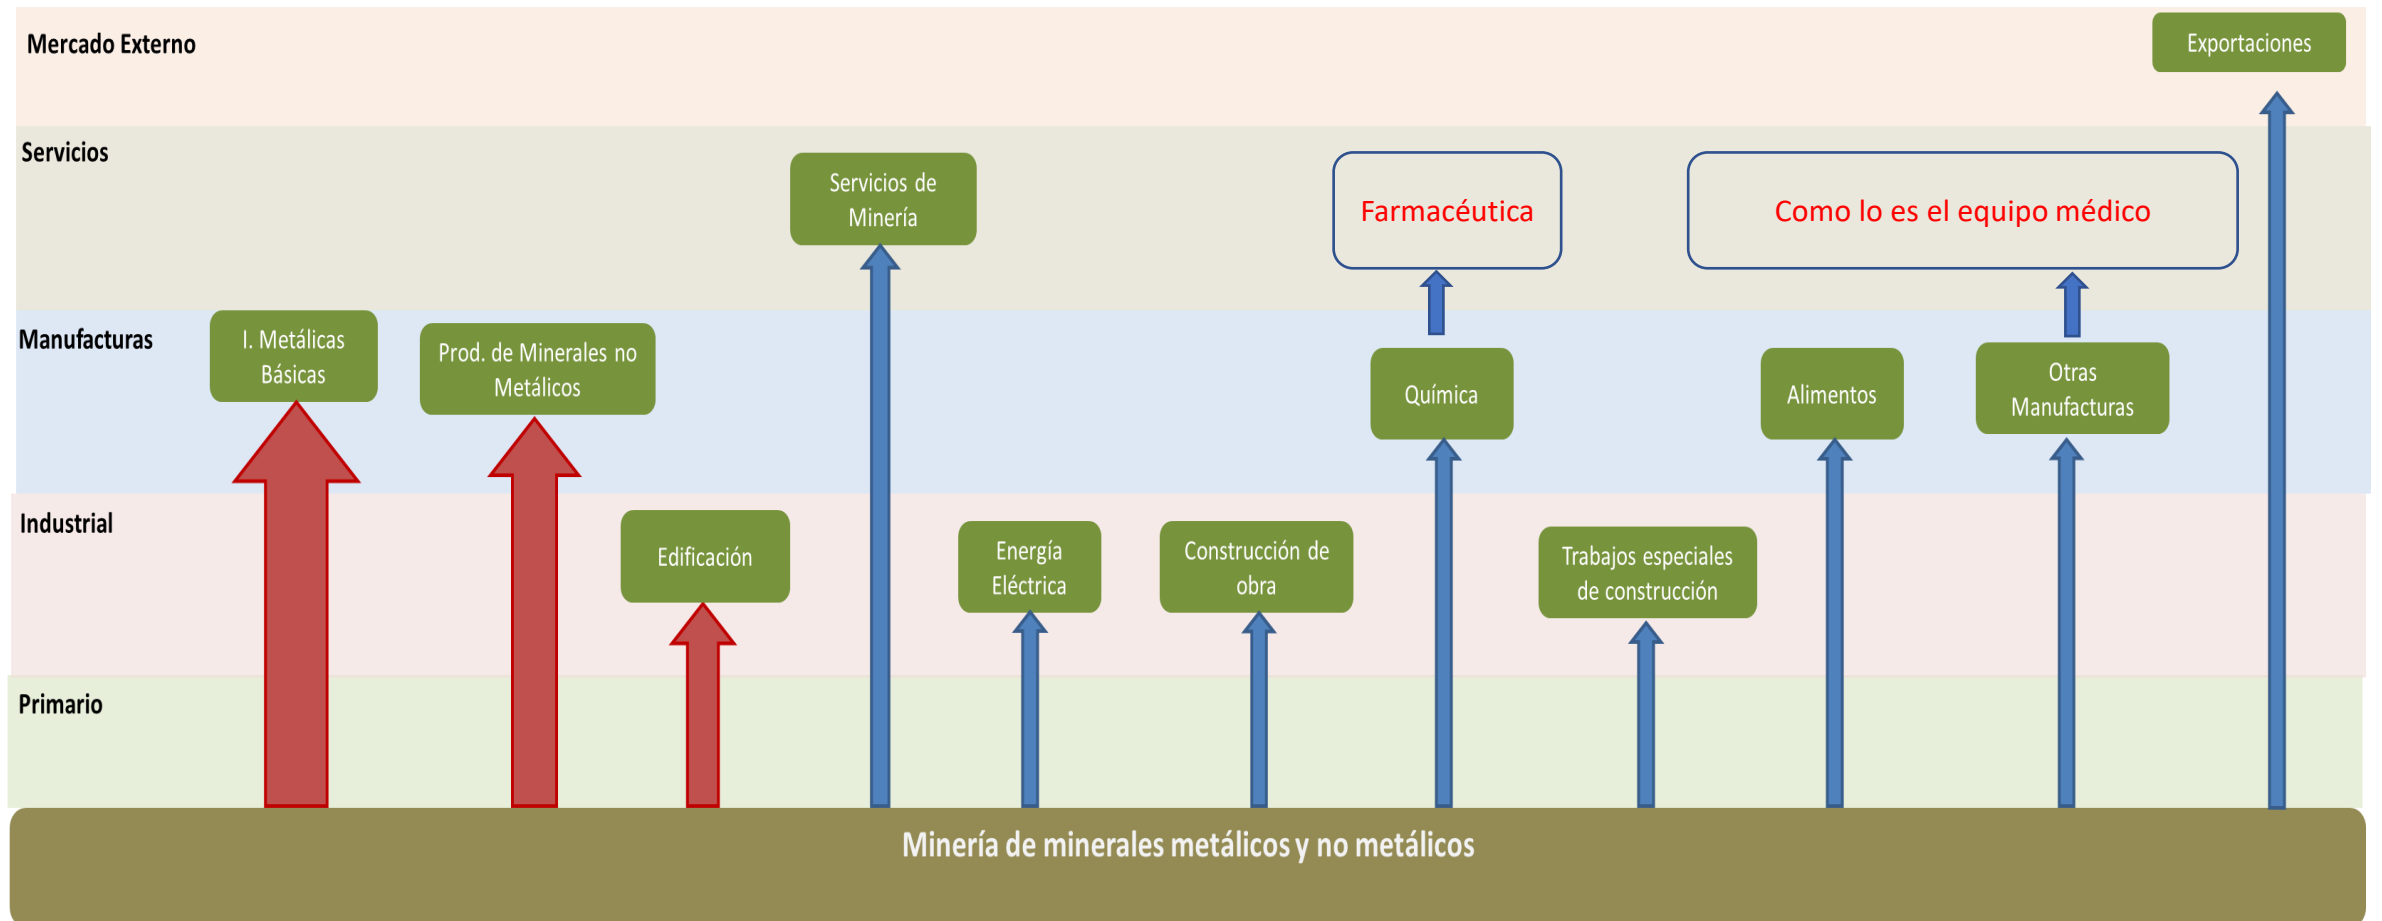 Mercado Externo
Exportaciones
Servicios
Servicios de
Minería
Farmacéutica
Como lo es el equipo médico
Manufacturas
I. Metálicas
Básicas
Prod. de Minerales no
Metálicos
Química
Alimentos
Otras
Manufacturas
Industrial
Edificación
Energía
Eléctrica
Construcción de
obra
Trabajos especiales
de construcción
Primario
Minería de minerales metálicos y no metálicos